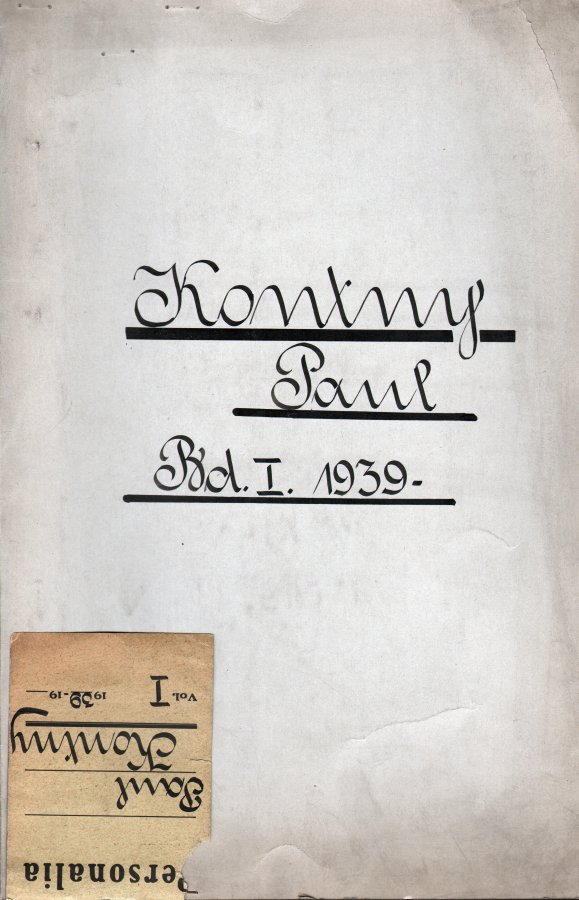 Kontny
Paul
Bd. I. 1939-
Personalia
Paul
Kontny
Vol. I 1939-19